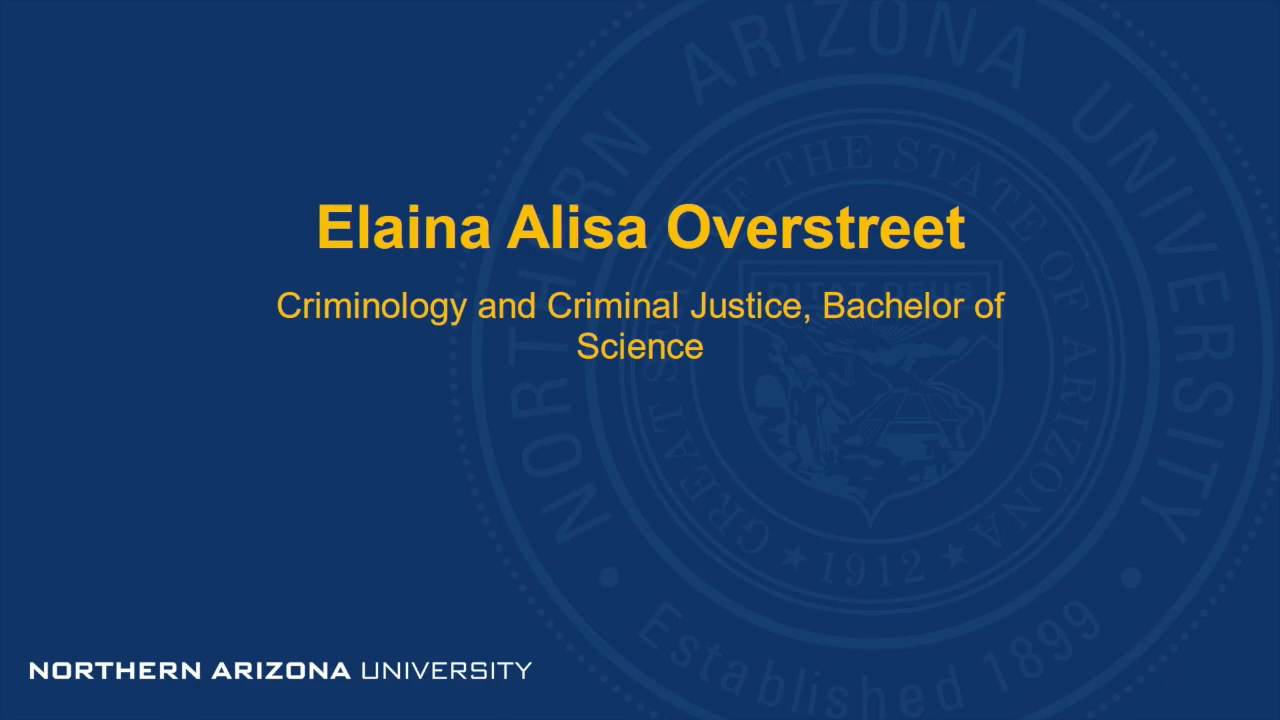 Elaina Alisa Overstreet
Criminology and Criminal Justice, Bachelor of
Science
NORTHERN ARIZONA UNIVERSITY
NORTHERN ARIZONA UNIVERSITY
GREAT SEAL OF THE STATE OF ARIZONA
DITAT DEUS
1912
Established 1899